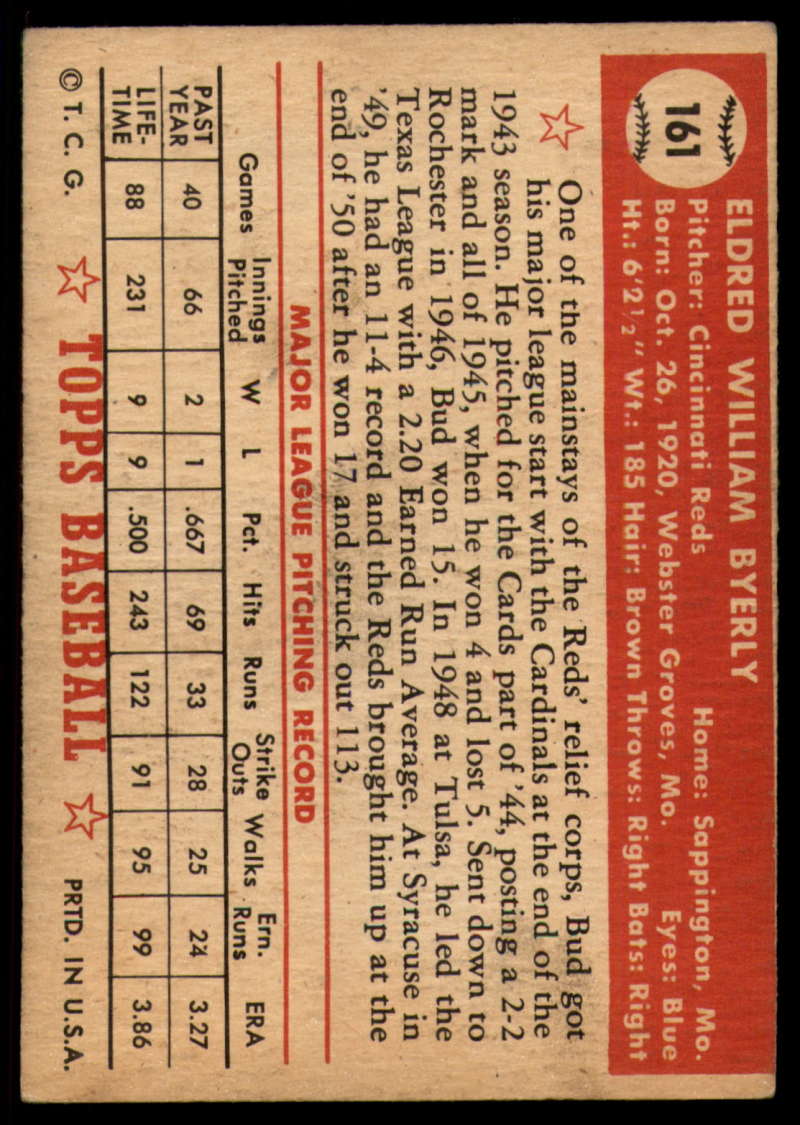 161
ELDRED WILLIAM BYERLY
Pitcher: Cincinnati Reds Home: Sappington, Mo.
Born: Oct. 26, 1920, Webster Groves, Mo. Eyes: Blue
Ht.: 6'2½" Wt.: 185 Hair: Brown Throws: Right Bats: Right
One of the mainstays of the Reds' relief corps, Bud got
his major league start with the Cardinals at the end of the
1943 season. He pitched for the Cards part of '44, posting a 2-2
mark and all of 1945, when he won 4 and lost 5. Sent down to
Rochester in 1946, Bud won 15. In 1948 at Tulsa, he led the
Texas League with a 2.20 Earned Run Average. At Syracuse in
'49, he had an 11-4 record and the Reds brought him up at the
end of '50 after he won 17 and struck out 113.
MAJOR LEAGUE PITCHING RECORD
Games Innings Pitched W L Pct. Hits Runs Strike Outs Walks Ern. Runs ERA
PAST YEAR 40 66 2 1 .667 69 33 28 25 24 3.27
LIFE-TIME 88 231 9 9 .500 243 122 91 95 99 3.86
© T. C. G. TOPPS BASEBALL PRTD. IN U.S.A.